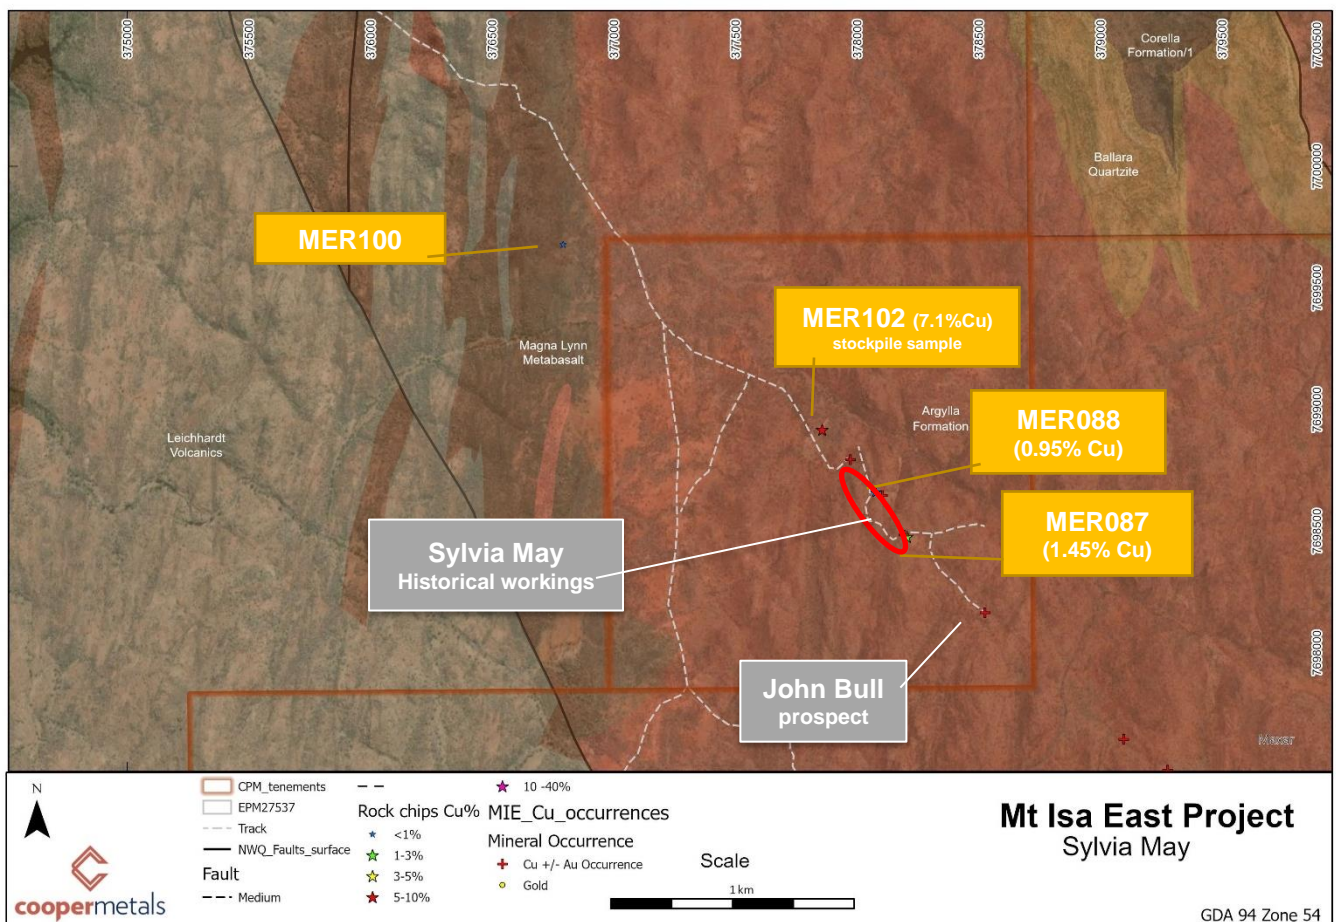 375000
375500
376000
376500
377000
377500
378000
378500
379000
379500
7700500
Corella
Formation/1
Ballara
Quartzite
7700000
MER100
7699500
MER102 (7.1%Cu)
stockpile sample
Magna Lynn
Metabasalt
7699000
Argylla
Formation
MER088
(0.95% Cu)
Leichhardt
Volcanics
MER087
(1.45% Cu)
7698500
Sylvia May
Historical workings
7698000
John Bull
prospect
Maxar
N
coopermetals
CPM_tenements
EPM27537
Track
NWQ_Faults_surface
Fault
Medium
Rock chips Cu%
<1%
1-3%
3-5%
5-10%
10 -40%
MIE_Cu_occurrences
Mineral Occurrence
Cu +/- Au Occurrence
Gold
Scale
1 km
Mt Isa East Project
Sylvia May
GDA 94 Zone 54